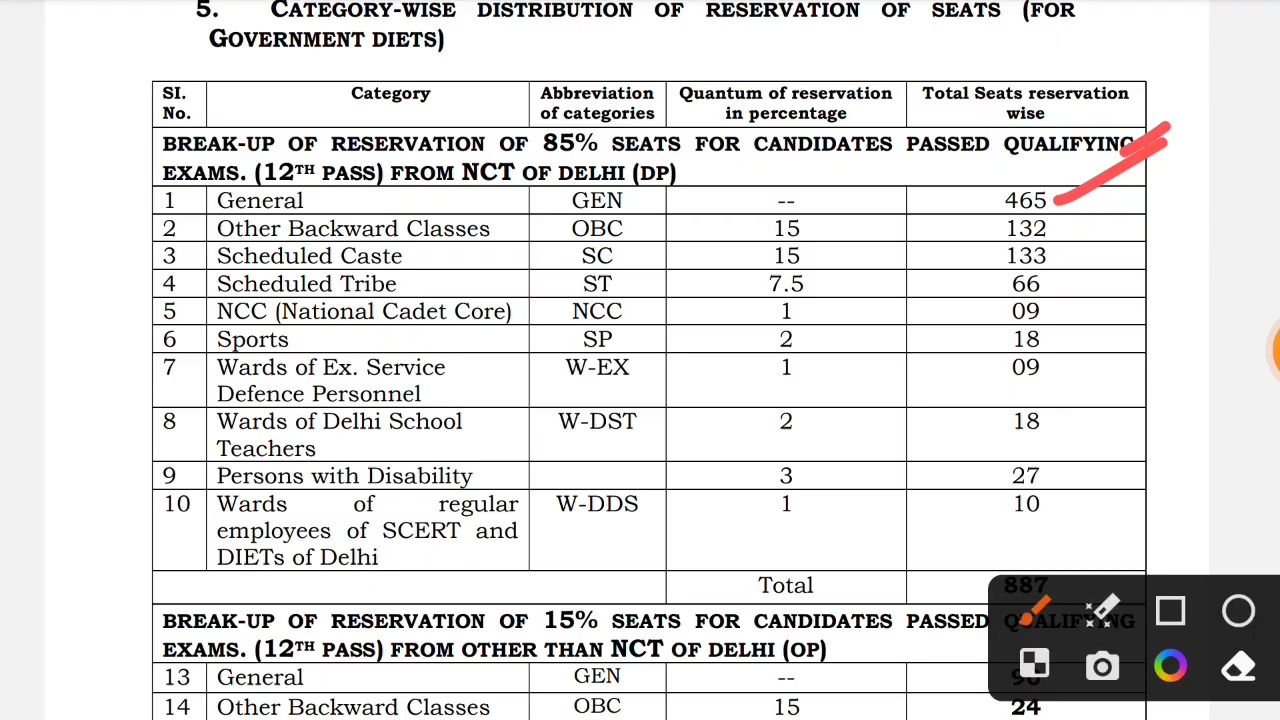 5. CATEGORY-WISE DISTRIBUTION OF RESERVATION OF SEATS (FOR
GOVERNMENT DIETS)
SI. No. Category Abbreviation of categories Quantum of reservation in percentage Total Seats reservation wise
BREAK-UP OF RESERVATION OF 85% SEATS FOR CANDIDATES PASSED QUALIFYING
EXAMS. (12TH PASS) FROM NCT OF DELHI (DP)
1 General GEN -- 465
2 Other Backward Classes OBC 15 132
3 Scheduled Caste SC 15 133
4 Scheduled Tribe ST 7.5 66
5 NCC (National Cadet Core) NCC 1 09
6 Sports SP 2 18
7 Wards of Ex. Service W-EX 1 09
Defence Personnel
8 Wards of Delhi School W-DST 2 18
Teachers
9 Persons with Disability 3 27
10 Wards of regular W-DDS 1 10
employees of SCERT and
DIETs of Delhi
Total 887
BREAK-UP OF RESERVATION OF 15% SEATS FOR CANDIDATES PASSED QUALIFYING
EXAMS. (12TH PASS) FROM OTHER THAN NCT OF DELHI (OP)
13 General GEN -- 90
14 Other Backward Classes OBC 15 24